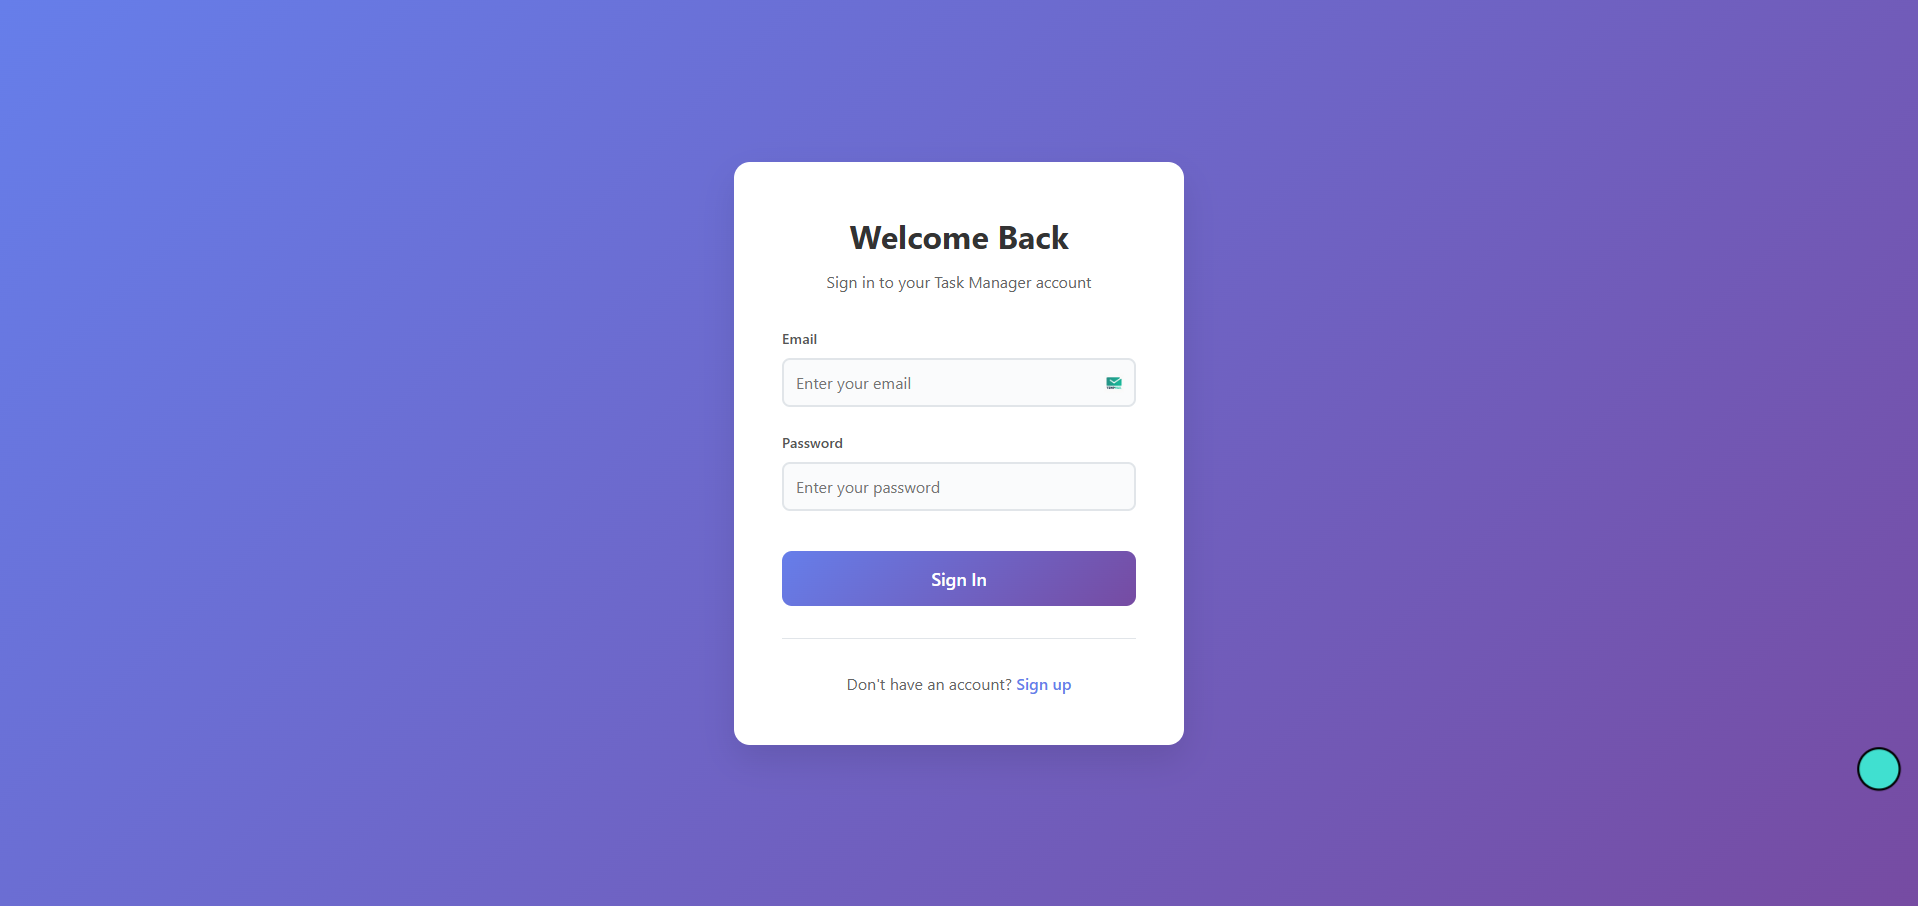 Welcome Back
Sign in to your Task Manager account
Email
Enter your email
Password
Enter your password
Sign In
Don't have an account? Sign up